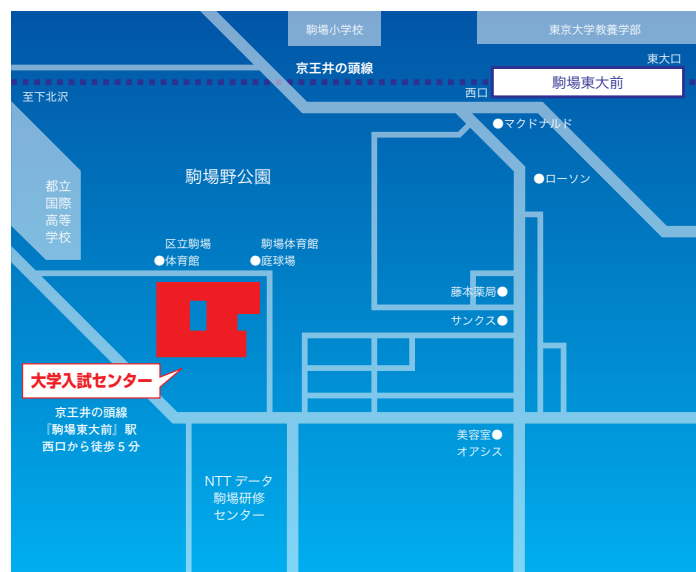 駒場小学校
東京大学教養学部
東大口
京王井の頭線
駒場東大前
至下北沢
西口
マクドナルド
ローソン
駒場野公園
都立
国際
高等
学校
区立駒場
体育館
駒場体育館
庭球場
藤本薬局
サンクス
大学入試センター
京王井の頭線
『駒場東大前』駅
西口から徒歩5分
美容室
オアシス
NTTデータ
駒場研修
センター